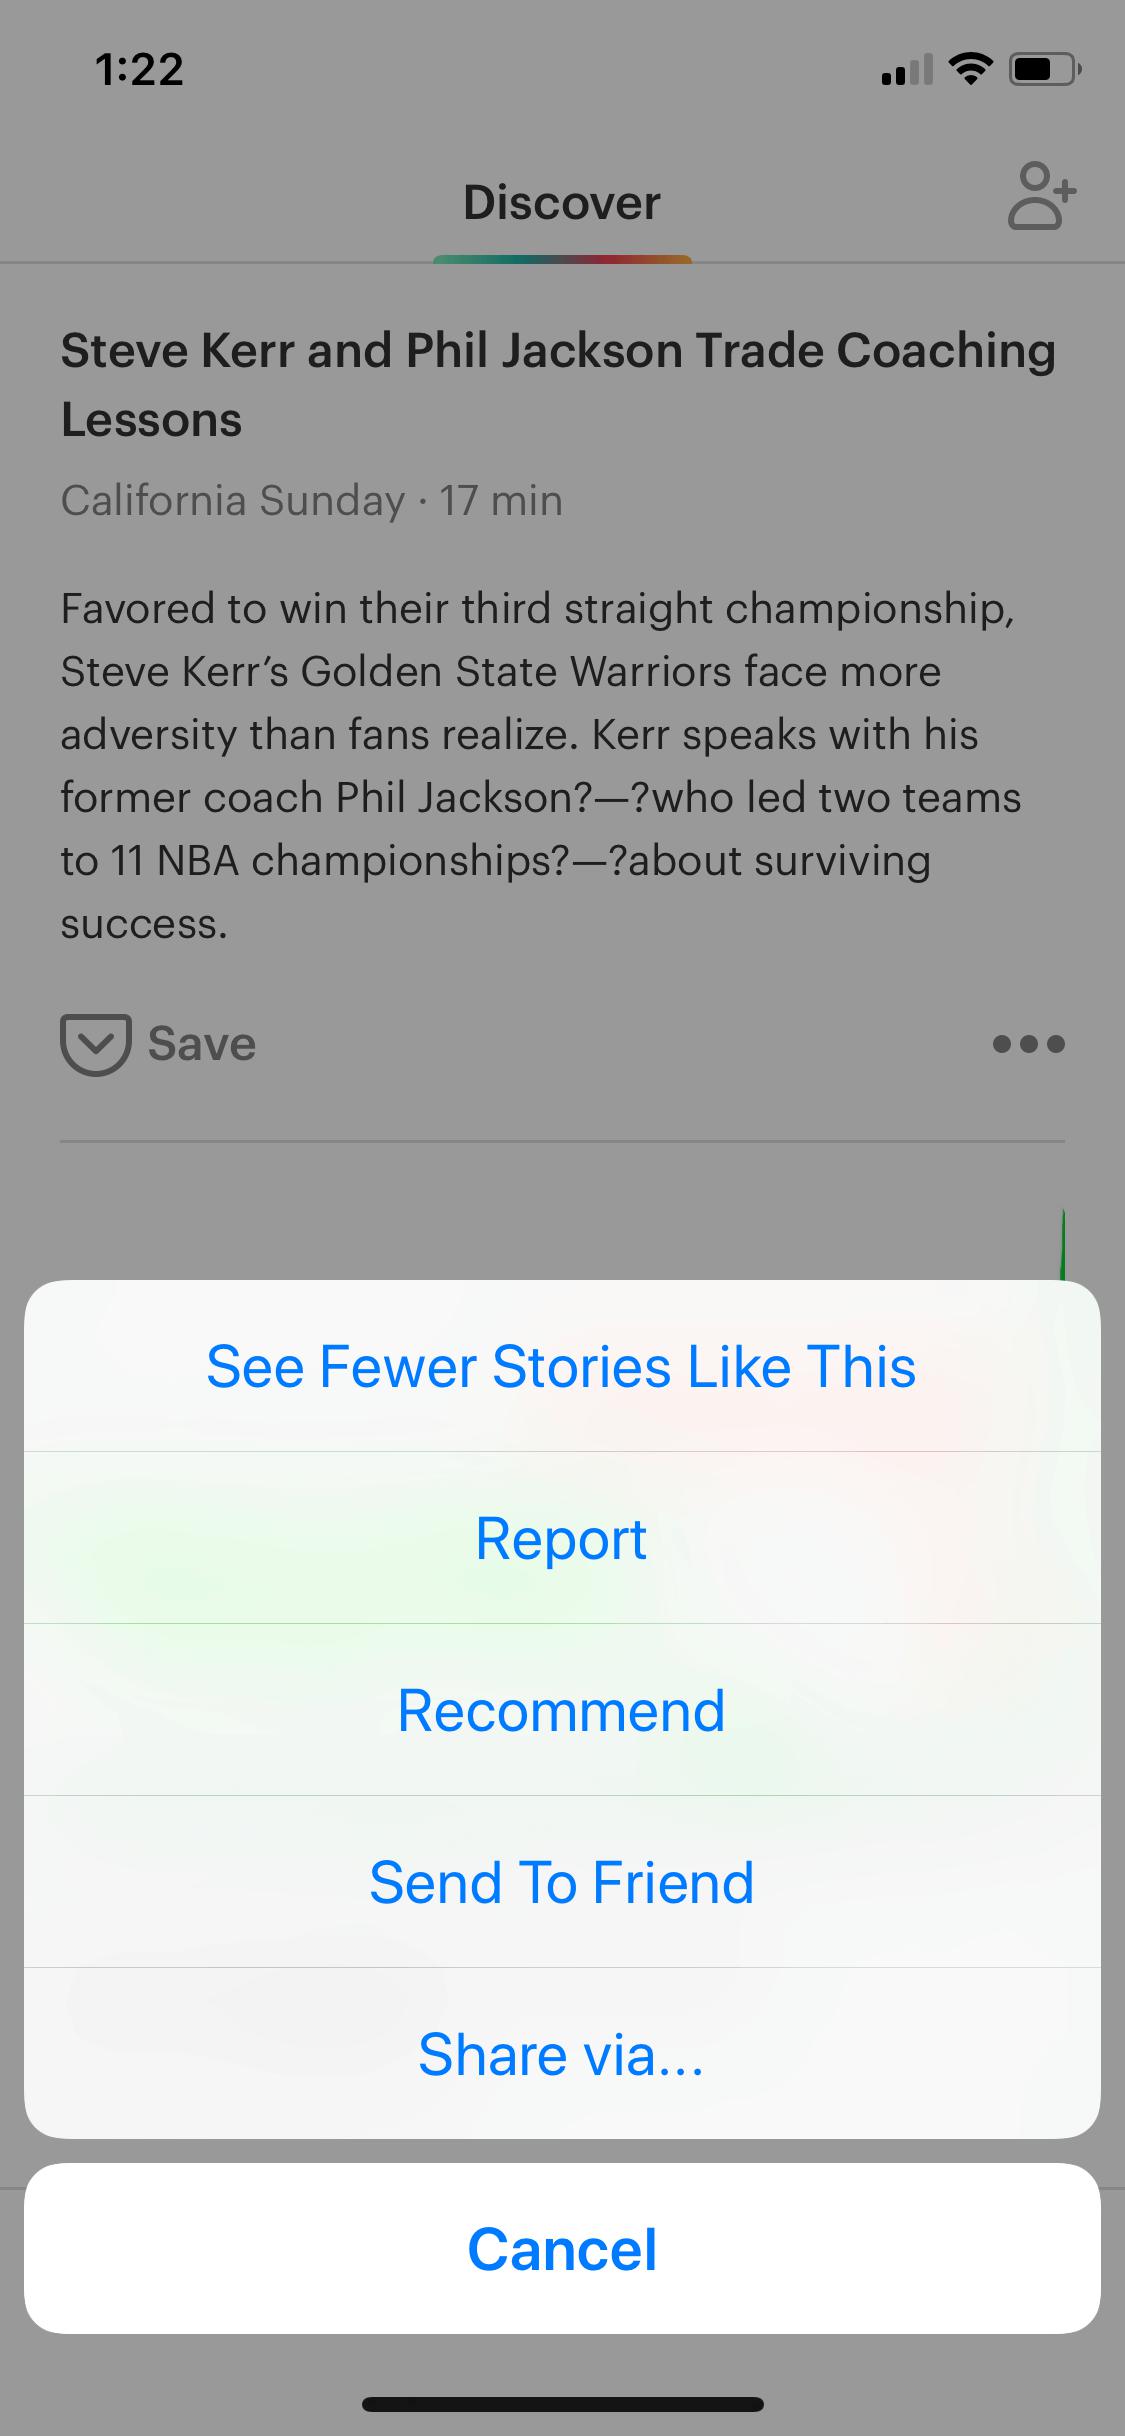 1:22
Discover
Steve Kerr and Phil Jackson Trade Coaching
Lessons
California Sunday · 17 min
Favored to win their third straight championship,
Steve Kerr’s Golden State Warriors face more
adversity than fans realize. Kerr speaks with his
former coach Phil Jackson?—?who led two teams
to 11 NBA championships?—?about surviving
success.
Save
See Fewer Stories Like This
Report
Recommend
Send To Friend
Share via...
Cancel